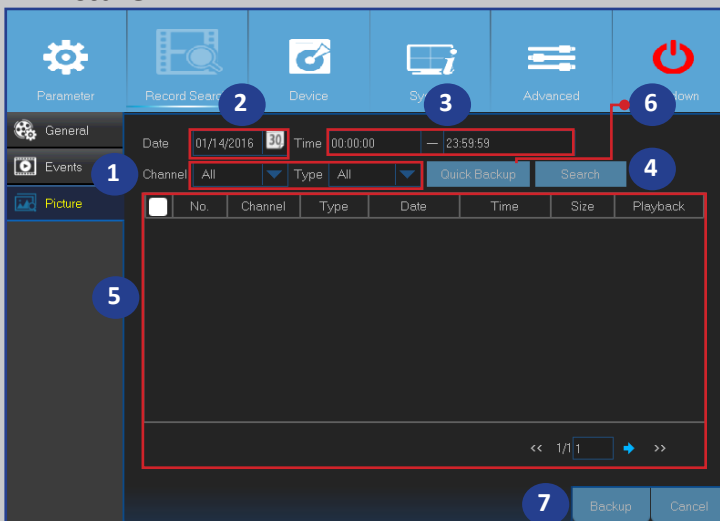 Parameter Record Sear Device Sy Advanced down
2 3 6
General
Date 01/14/2016 30 Time 00:00:00 — 23:59:59
Events 1 Channel All Type All Quick Backup Search 4
Picture
No. Channel Type Date Time Size Playback
5
<< 1/1 1 >>
7 Backup Cancel